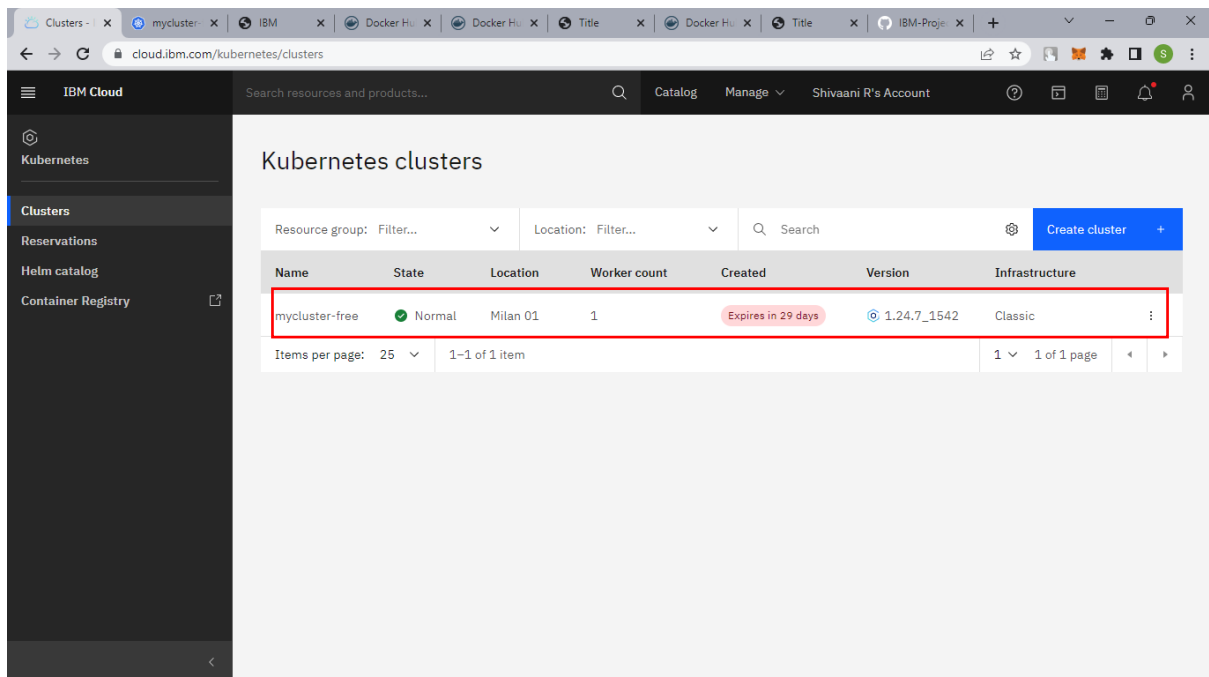 Clusters - I
mycluster-
IBM
Docker Hu
Docker Hu
Title
Docker Hu
Title
IBM-Projec
cloud.ibm.com/kubernetes/clusters
S
IBM Cloud
Search resources and products...
Catalog
Manage
Shivaani R's Account
Kubernetes
Clusters
Reservations
Helm catalog
Container Registry
Kubernetes clusters
Resource group: Filter...
Location: Filter...
Search
Create cluster +
Name State Location Worker count Created Version Infrastructure
mycluster-free Normal Milan 01 1 Expires in 29 days 1.24.7_1542 Classic
Items per page: 25 1–1 of 1 item 1 1 of 1 page